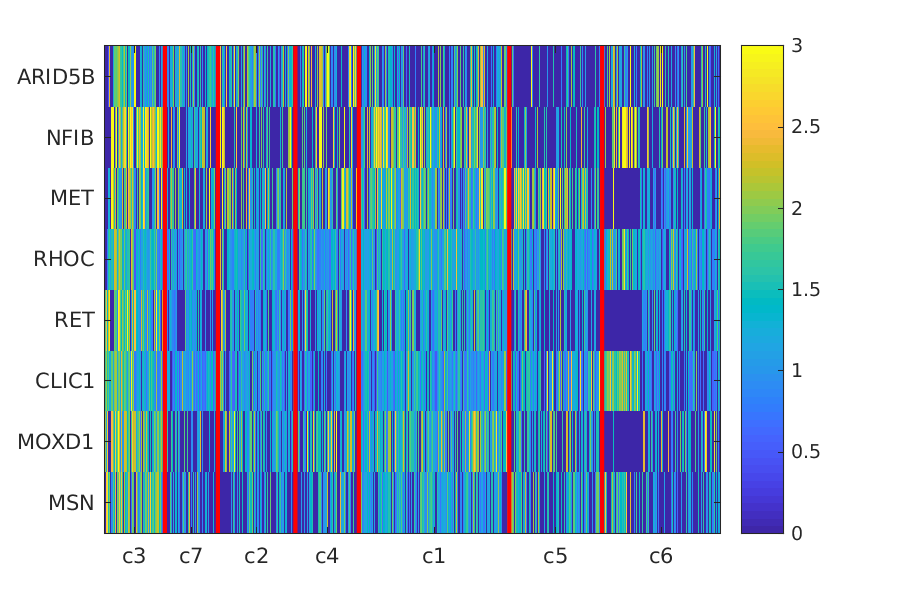 ARID5B
NFIB
MET
RHOC
RET
CLIC1
MOXD1
MSN
c3 c7 c2 c4 c1 c5 c6
3
2.5
2
1.5
1
0.5
0